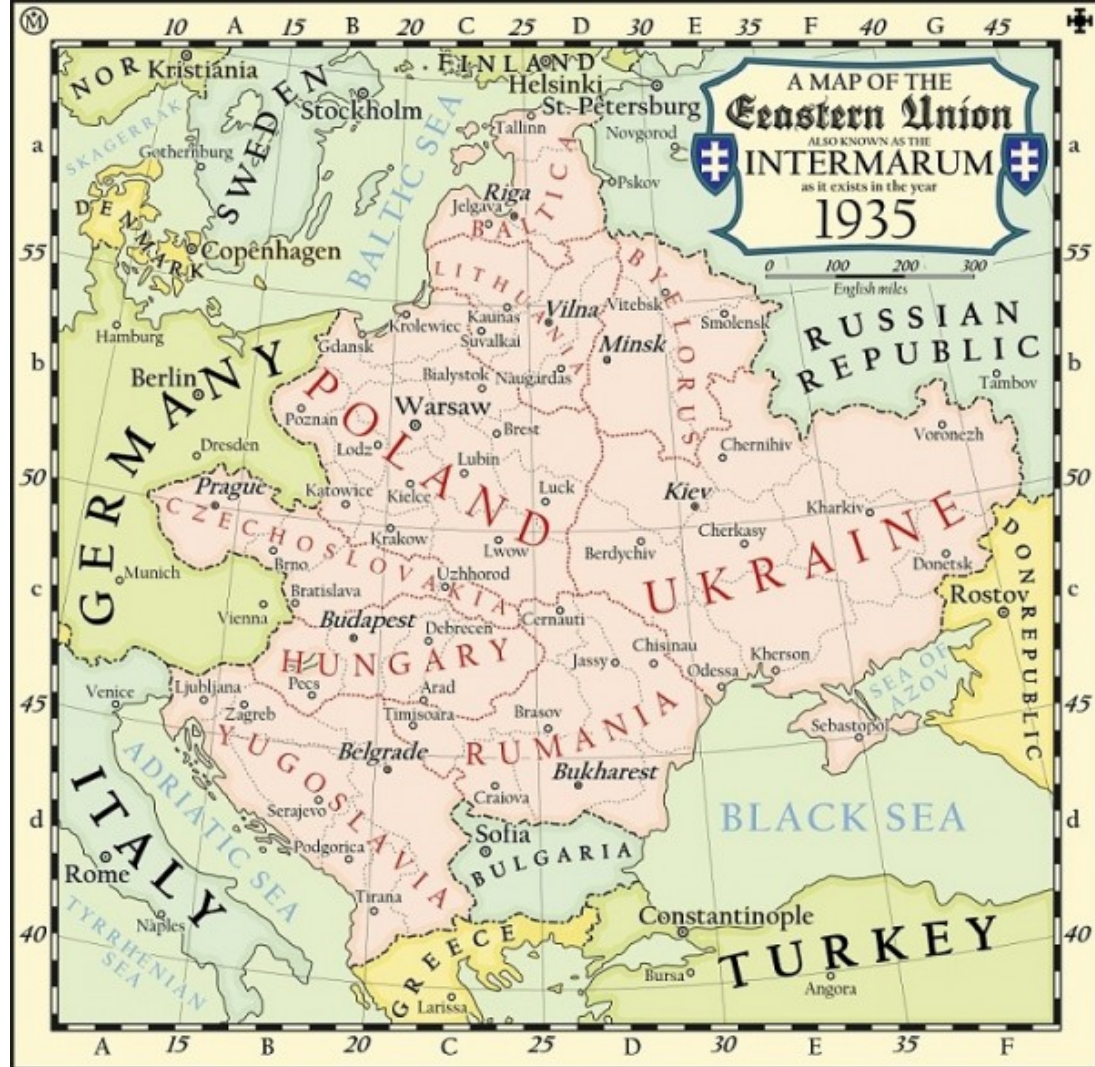 10 A 15 B 20 C 25 D 30 E 35 F 40 G 45
A MAP OF THE
Eeastern Union
ALSO KNOWN AS THE
INTERMARUM
as it exists in the year
1935
0 100 200 300
English miles
NOR
Kristiania
SWEDEN
Stockholm
FINLAND
Helsinki
St. Pêtersburg
Tallinn
Novgorod
a
a
SKAGERRAK
Gothernburg
BALTIC SEA
Pskov
Riga
Jelgava
BALTICA
DENMARK
Copênhagen
55
55
LITHUANIA
BYELORUS
Vitebsk
Smolensk
Hamburg
Gdansk
Krolewiec
Kaunas
Vilna
Suvalkai
Minsk
RUSSIAN
REPUBLIC
b
b
Tambov
Berlin
GERMANY
POLAND
Bialystok
Naugardas
Poznan
Warsaw
Brest
Voronezh
Dresden
Lodz
Lubin
Chernihiv
50
50
Prague
Katowice
Kielce
Luck
Kiev
Kharkiv
CZECHOSLOVAKIA
Krakow
Lwow
Berdychiv
Cherkasy
UKRAINE
Donetsk
DON REPUBLIC
Munich
Brno
Uzhhorod
c
c
Bratislava
Rostov
Vienna
Budapest
Debrecen
Cernauti
HUNGARY
Jassy
Chisinau
Kherson
Odessa
SEA OF
AZOV
Venice
Ljubljana
Pecs
Arad
45
45
Zagreb
Timisoara
Brasov
Sebastopol
YUGOSLAVIA
RUMANIA
Belgrade
Bukharest
ADRIATIC SEA
ITALY
Serajevo
Craiova
BLACK SEA
d
d
Podgorica
Sofia
BULGARIA
Rome
Tirana
Naples
TYRRHENIAN
SEA
Constantinople
40
40
GREECE
TURKEY
Bursa
Angora
Larissa
A 15 B 20 C 25 D 30 E 35 F